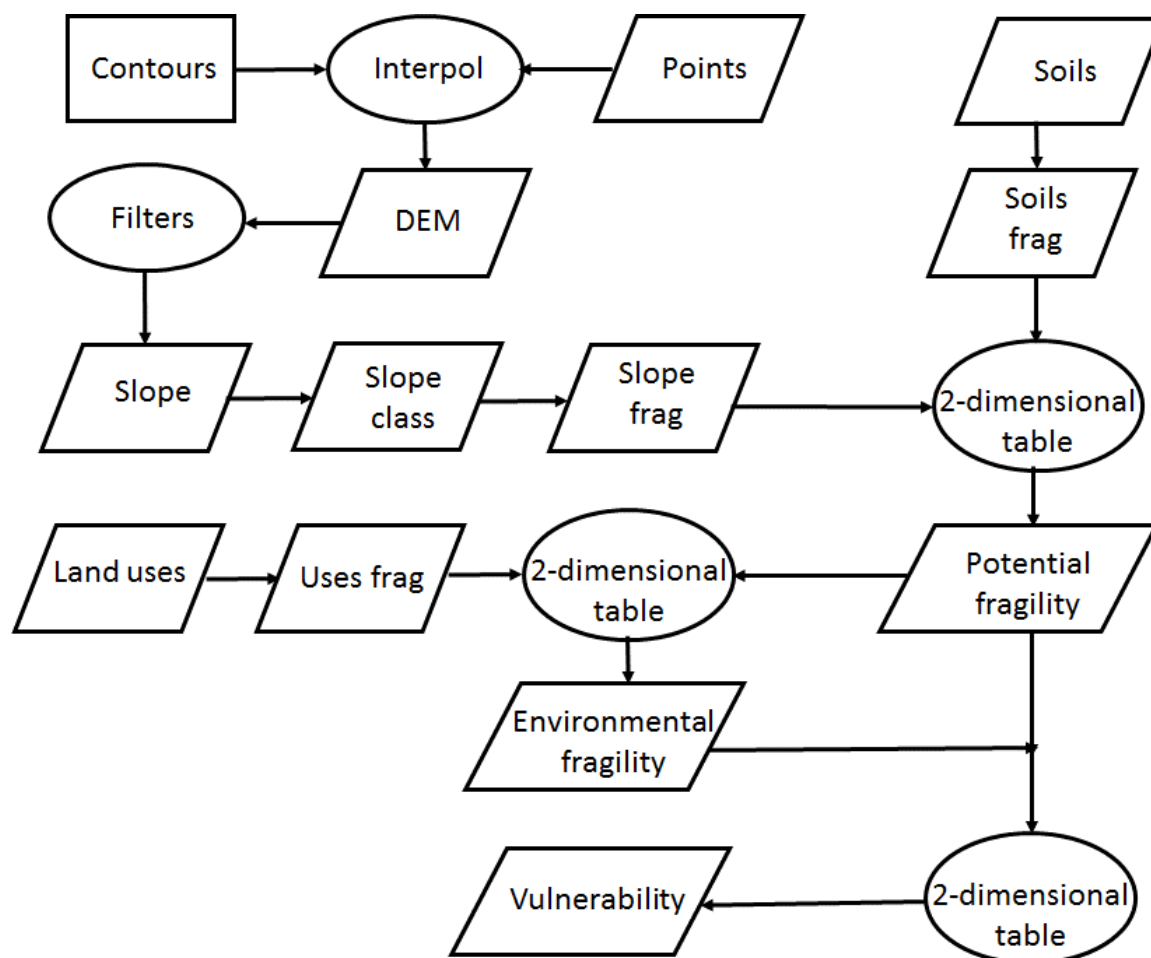 Contours
Interpol
Points
Soils
Filters
DEM
Soils
frag
Slope
Slope
class
Slope
frag
2-dimensional
table
Land uses
Uses frag
2-dimensional
table
Potential
fragility
Environmental
fragility
Vulnerability
2-dimensional
table